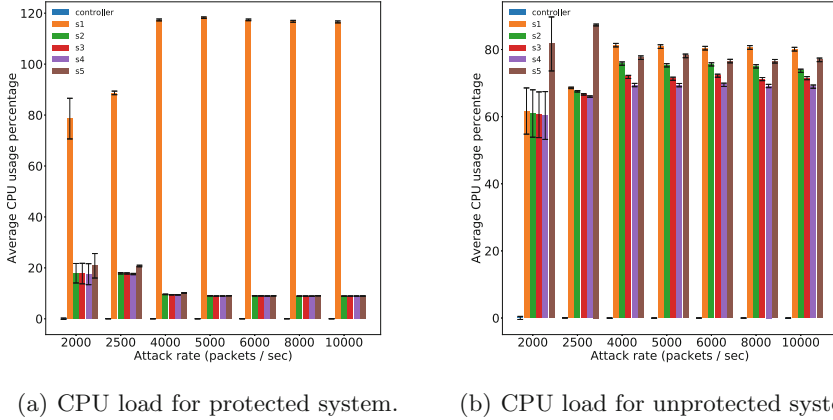 120
100
80
60
40
20
0
Average CPU usage percentage
controller
s1
s2
s3
s4
s5
2000 2500 4000 5000 6000 8000 10000
Attack rate (packets / sec)
(a) CPU load for protected system.
80
60
40
20
0
Average CPU usage percentage
controller
s1
s2
s3
s4
s5
2000 2500 4000 5000 6000 8000 10000
Attack rate (packets / sec)
(b) CPU load for unprotected syste